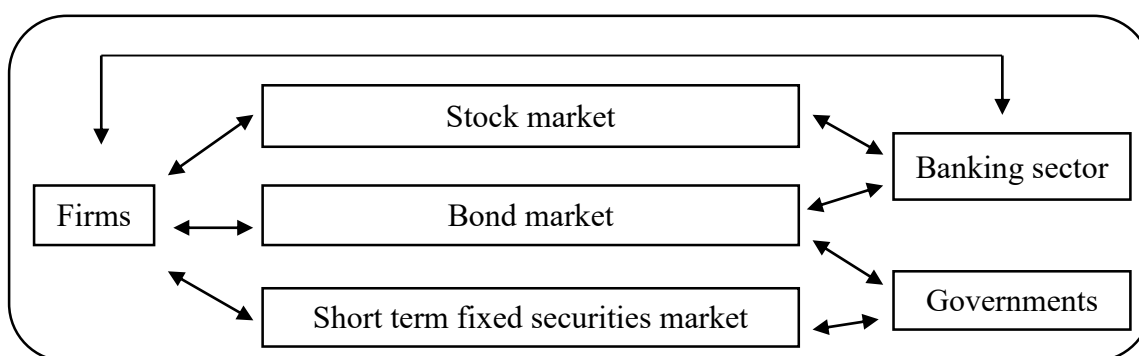 Stock market
Banking sector
Firms
Bond market
Governments
Short term fixed securities market